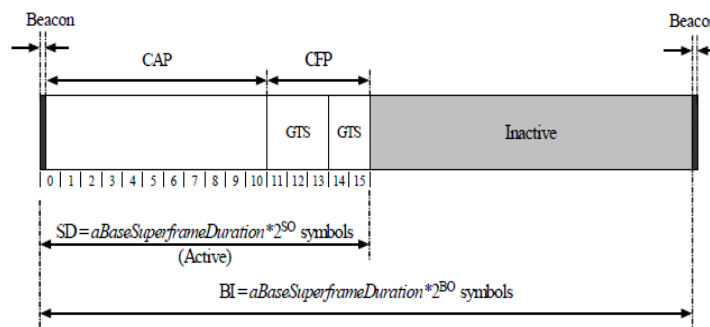 Beacon Beacon
CAP CFP
GTS GTS Inactive
0 1 2 3 4 5 6 7 8 9 10 11 12 13 14 15
SD=aBaseSuperframeDuration*2^SO symbols
(Active)
BI=aBaseSuperframeDuration*2^BO symbols